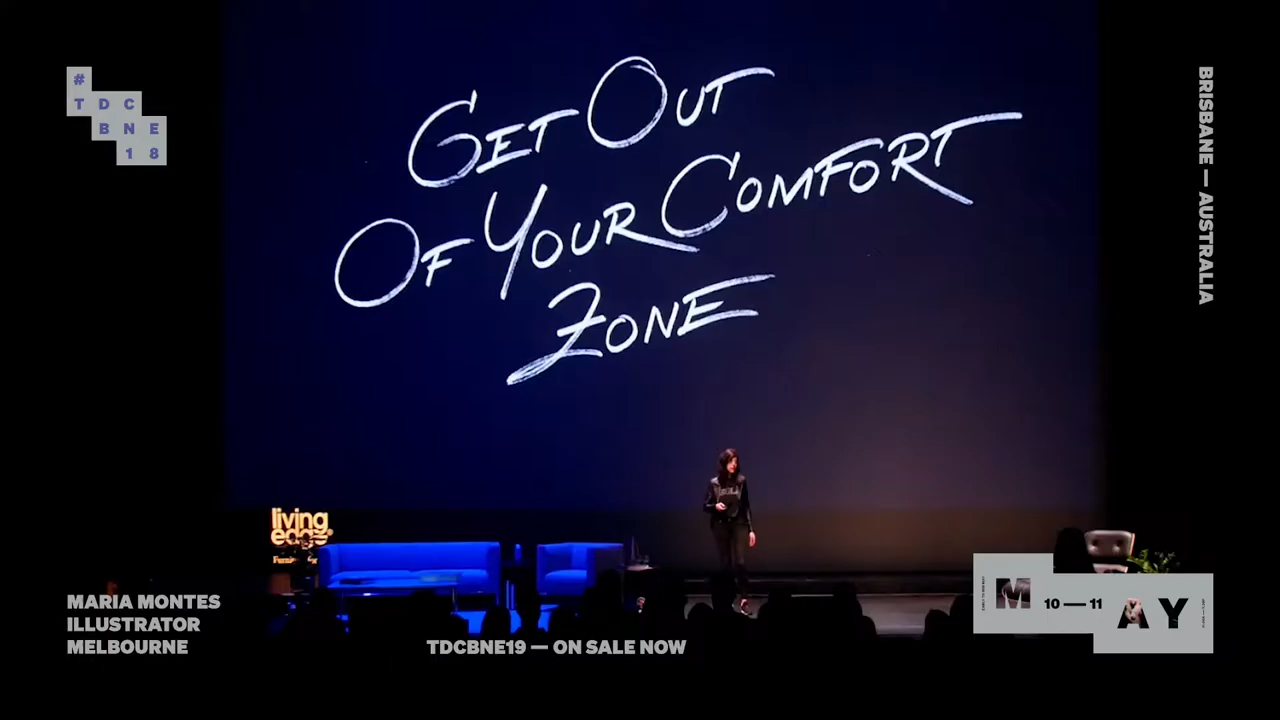 #
TDC
BNE
18
GET OUT
OF YOUR COMFORT
ZONE
BRISBANE — AUSTRALIA
living
edge
MARIA MONTES
ILLUSTRATOR
MELBOURNE
TDCBNE19 — ON SALE NOW
M
10 — 11
AY